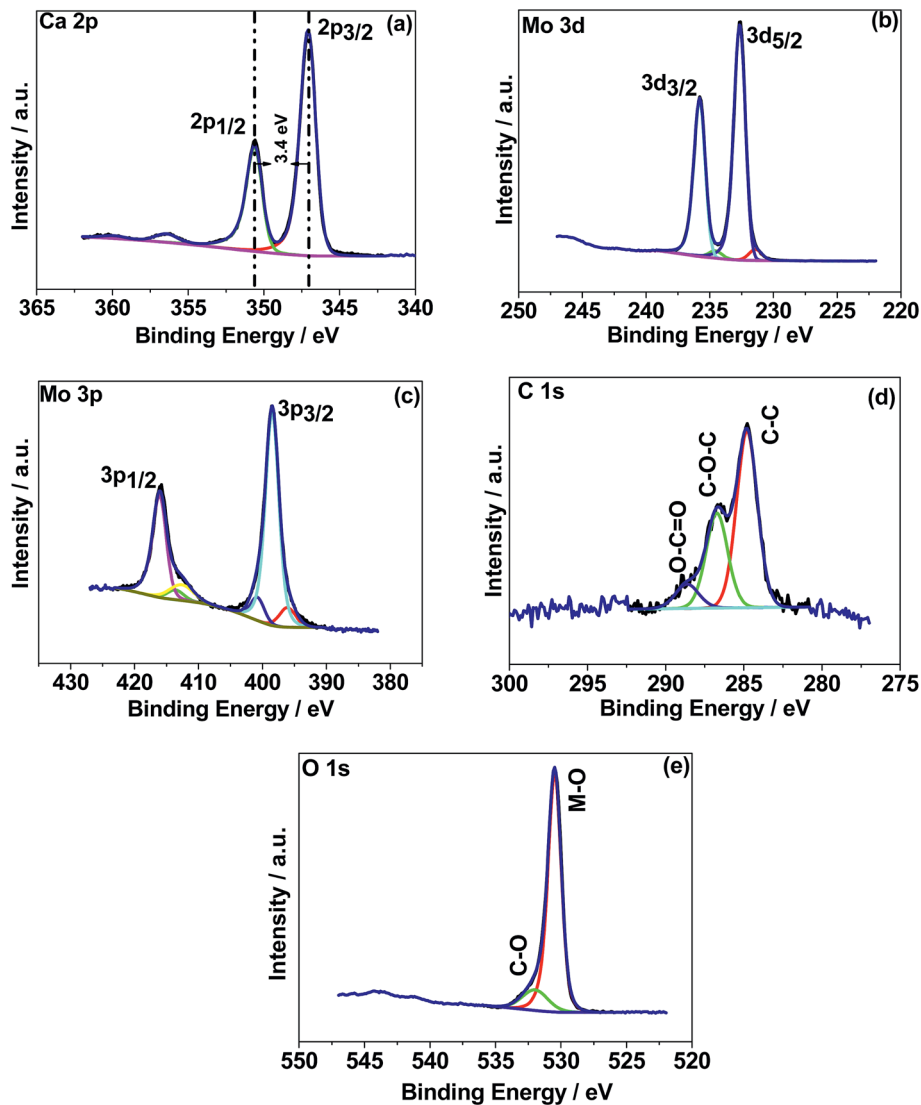 Ca 2p
(a)
2p3/2
2p1/2
3.4 eV
Intensity / a.u.
365 360 355 350 345 340
Binding Energy / eV
Mo 3d
(b)
3d5/2
3d3/2
Intensity / a.u.
250 245 240 235 230 225 220
Binding Energy / eV
Mo 3p
(c)
3p3/2
3p1/2
Intensity / a.u.
430 420 410 400 390 380
Binding Energy / eV
C 1s
(d)
O-C=O
C-O-C
C-C
Intensity / a.u.
300 295 290 285 280 275
Binding Energy / eV
O 1s
(e)
C-O
M-O
Intensity / a.u.
550 545 540 535 530 525 520
Binding Energy / eV